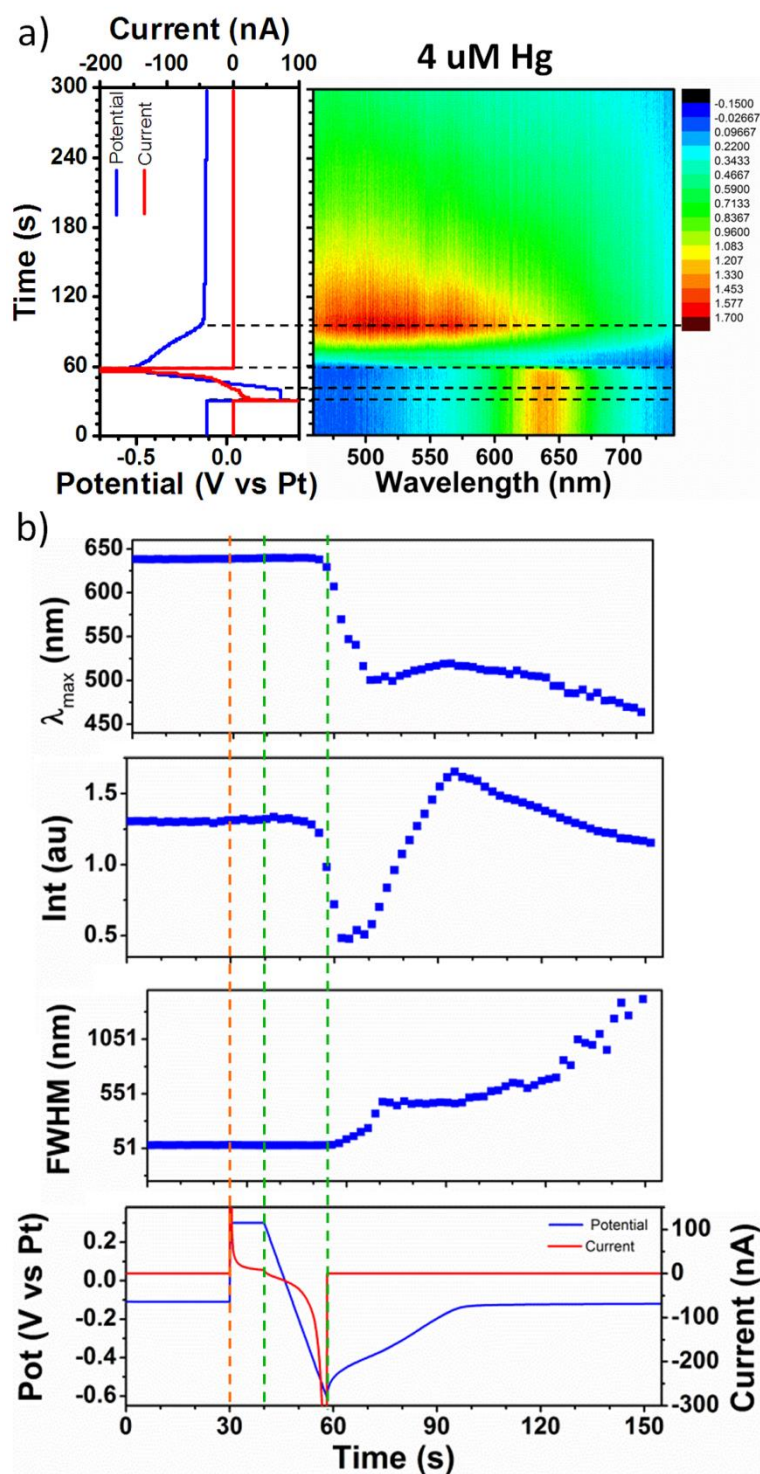 a)
Current (nA)
-200 -100 0 100
4 uM Hg
300
240
180
120
60
0
Time (s)
Potential
Current
-0.5 0.0
Potential (V vs Pt)
500 550 600 650 700
Wavelength (nm)
-0.1500
-0.02667
0.09667
0.2200
0.3433
0.4667
0.5900
0.7133
0.8367
0.9600
1.083
1.207
1.330
1.453
1.577
1.700
b)
650
600
550
500
450
λmax (nm)
1.5
1.0
0.5
Int (au)
1051
551
51
FWHM (nm)
0.2
0.0
-0.2
-0.4
-0.6
Pot (V vs Pt)
Potential
Current
100
0
-100
-200
-300
Current (nA)
0 30 60 90 120 150
Time (s)